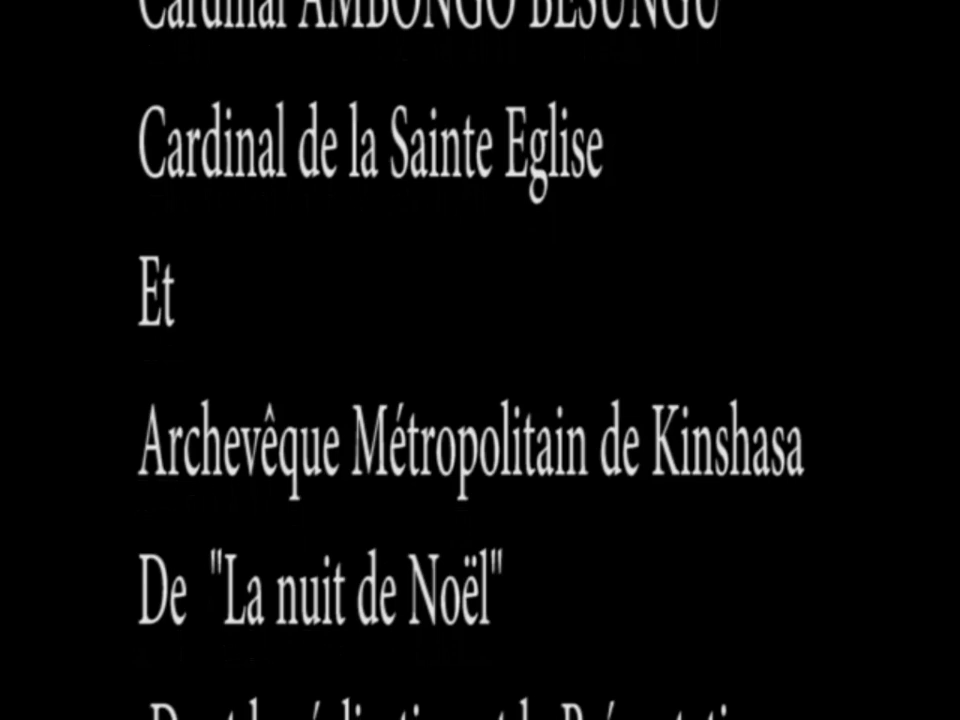 Cardinal AMBONGO BESUNGU
Cardinal de la Sainte Eglise
Et
Archevêque Métropolitain de Kinshasa
De "La nuit de Noël"